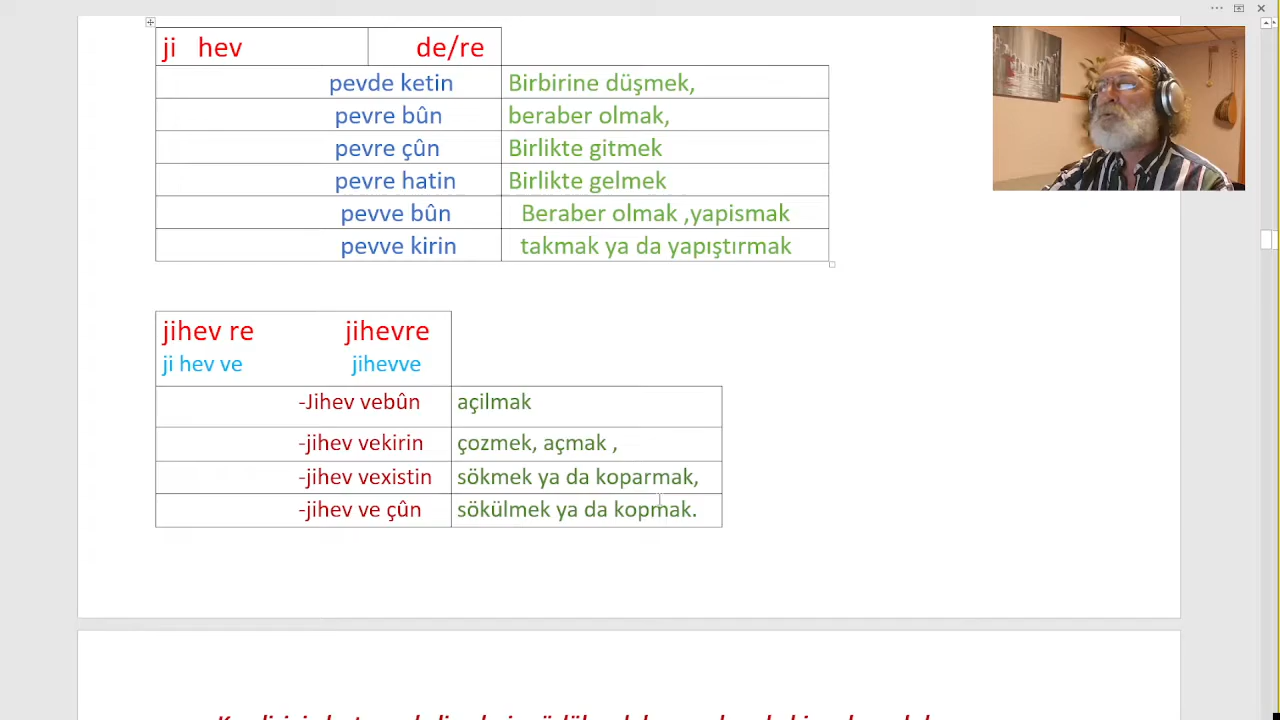 ji hev de/re
pevde ketin Birbirine düşmek,
pevre bûn beraber olmak,
pevre çûn Birlikte gitmek
pevre hatin Birlikte gelmek
pevve bûn Beraber olmak ,yapismak
pevve kirin takmak ya da yapıştırmak
jihev re jihevre
ji hev ve jihevve
-Jihev vebûn açilmak
-jihev vekirin çozmek, açmak ,
-jihev vexistin sökmek ya da koparmak,
-jihev ve çûn sökülmek ya da kopmak.